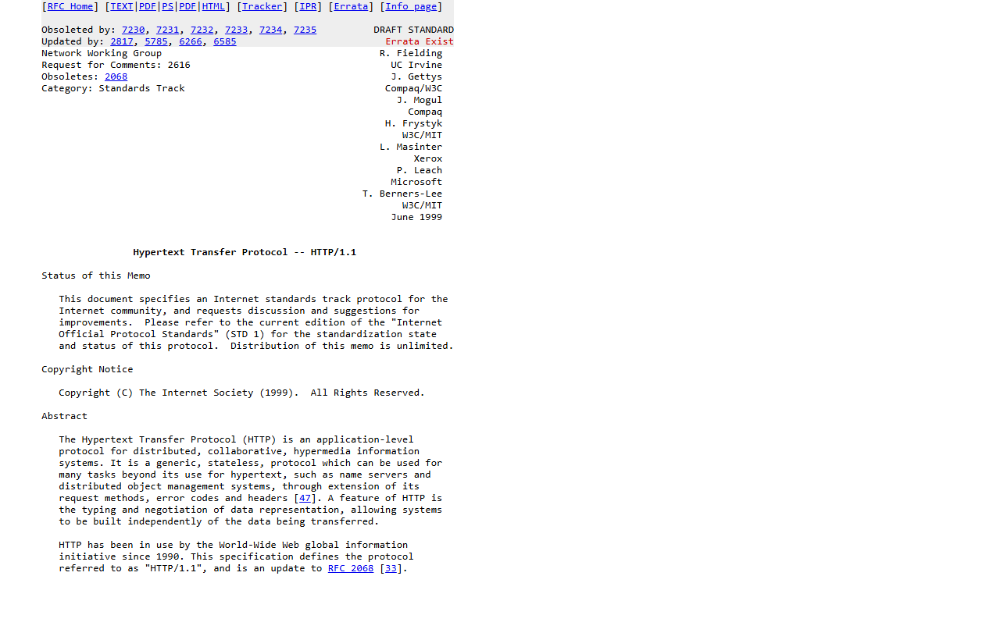 [RFC Home] [TEXT|PDF|PS|PDF|HTML] [Tracker] [IPR] [Errata] [Info page]
Obsoleted by: 7230, 7231, 7232, 7233, 7234, 7235 DRAFT STANDARD
Updated by: 2817, 5785, 6266, 6585 Errata Exist
Network Working Group R. Fielding
Request for Comments: 2616 UC Irvine
Obsoletes: 2068 J. Gettys
Category: Standards Track Compaq/W3C
J. Mogul
Compaq
H. Frystyk
W3C/MIT
L. Masinter
Xerox
P. Leach
Microsoft
T. Berners-Lee
W3C/MIT
June 1999
Hypertext Transfer Protocol -- HTTP/1.1
Status of this Memo
This document specifies an Internet standards track protocol for the
Internet community, and requests discussion and suggestions for
improvements. Please refer to the current edition of the "Internet
Official Protocol Standards" (STD 1) for the standardization state
and status of this protocol. Distribution of this memo is unlimited.
Copyright Notice
Copyright (C) The Internet Society (1999). All Rights Reserved.
Abstract
The Hypertext Transfer Protocol (HTTP) is an application-level
protocol for distributed, collaborative, hypermedia information
systems. It is a generic, stateless, protocol which can be used for
many tasks beyond its use for hypertext, such as name servers and
distributed object management systems, through extension of its
request methods, error codes and headers [47]. A feature of HTTP is
the typing and negotiation of data representation, allowing systems
to be built independently of the data being transferred.
HTTP has been in use by the World-Wide Web global information
initiative since 1990. This specification defines the protocol
referred to as "HTTP/1.1", and is an update to RFC 2068 [33].